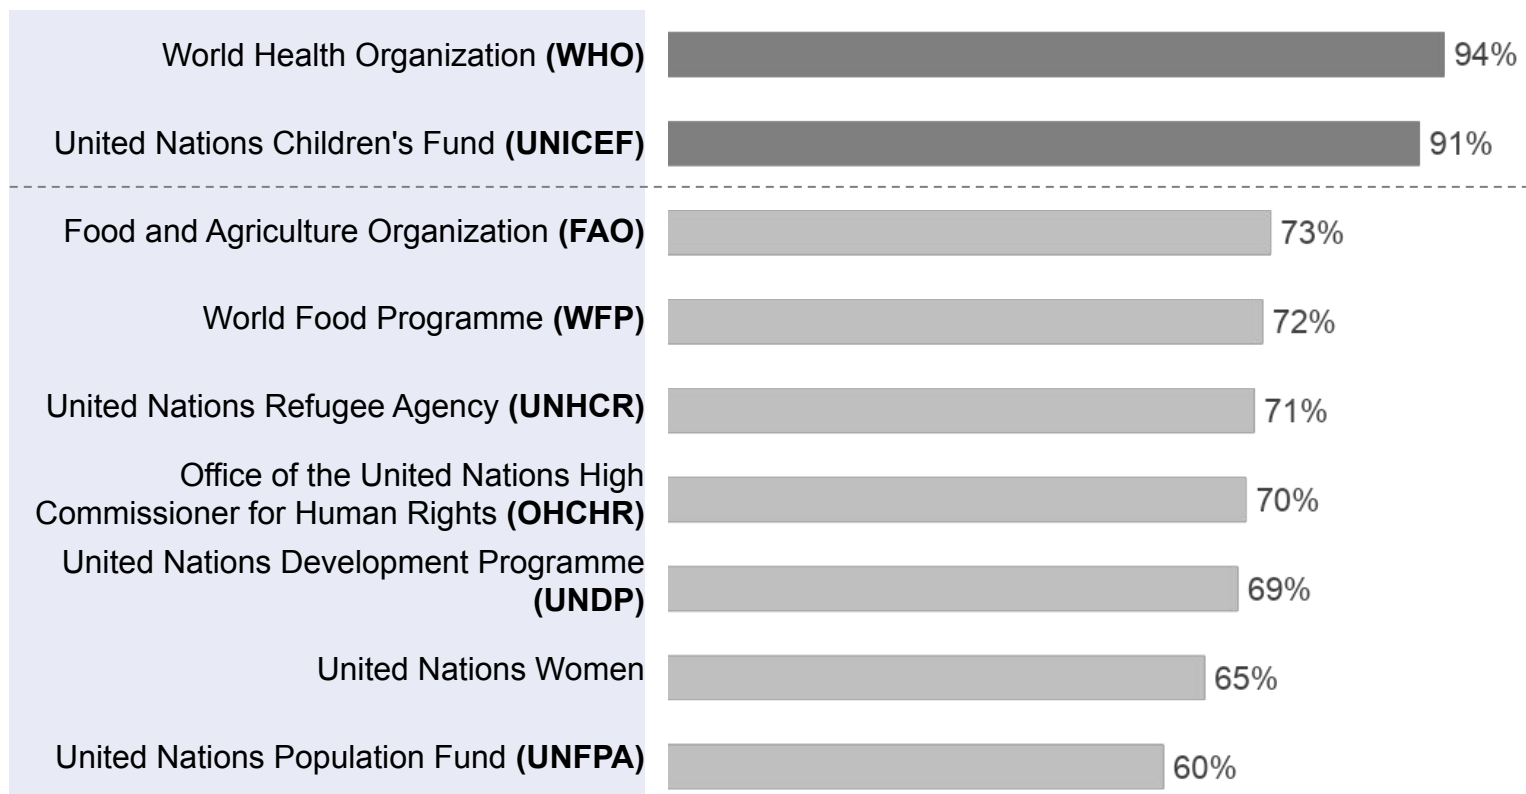 World Health Organization (WHO) 94%
United Nations Children's Fund (UNICEF) 91%
Food and Agriculture Organization (FAO) 73%
World Food Programme (WFP) 72%
United Nations Refugee Agency (UNHCR) 71%
Office of the United Nations High
Commissioner for Human Rights (OHCHR) 70%
United Nations Development Programme
(UNDP) 69%
United Nations Women 65%
United Nations Population Fund (UNFPA) 60%